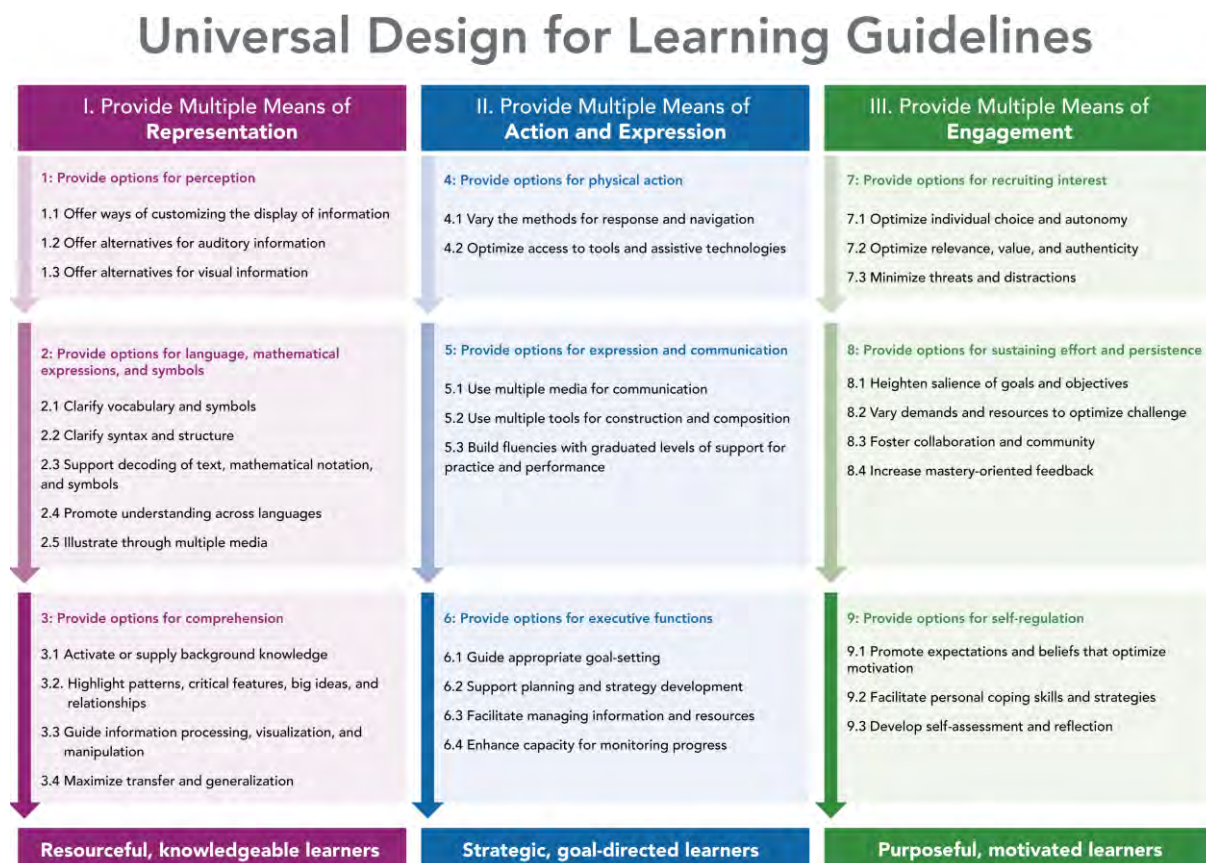 Universal Design for Learning Guidelines
I. Provide Multiple Means of
Representation
1: Provide options for perception
1.1 Offer ways of customizing the display of information
1.2 Offer alternatives for auditory information
1.3 Offer alternatives for visual information
2: Provide options for language, mathematical
expressions, and symbols
2.1 Clarify vocabulary and symbols
2.2 Clarify syntax and structure
2.3 Support decoding of text, mathematical notation,
and symbols
2.4 Promote understanding across languages
2.5 Illustrate through multiple media
3: Provide options for comprehension
3.1 Activate or supply background knowledge
3.2. Highlight patterns, critical features, big ideas, and
relationships
3.3 Guide information processing, visualization, and
manipulation
3.4 Maximize transfer and generalization
Resourceful, knowledgeable learners
II. Provide Multiple Means of
Action and Expression
4: Provide options for physical action
4.1 Vary the methods for response and navigation
4.2 Optimize access to tools and assistive technologies
5: Provide options for expression and communication
5.1 Use multiple media for communication
5.2 Use multiple tools for construction and composition
5.3 Build fluencies with graduated levels of support for
practice and performance
6: Provide options for executive functions
6.1 Guide appropriate goal-setting
6.2 Support planning and strategy development
6.3 Facilitate managing information and resources
6.4 Enhance capacity for monitoring progress
Strategic, goal-directed learners
III. Provide Multiple Means of
Engagement
7: Provide options for recruiting interest
7.1 Optimize individual choice and autonomy
7.2 Optimize relevance, value, and authenticity
7.3 Minimize threats and distractions
8: Provide options for sustaining effort and persistence
8.1 Heighten salience of goals and objectives
8.2 Vary demands and resources to optimize challenge
8.3 Foster collaboration and community
8.4 Increase mastery-oriented feedback
9: Provide options for self-regulation
9.1 Promote expectations and beliefs that optimize
motivation
9.2 Facilitate personal coping skills and strategies
9.3 Develop self-assessment and reflection
Purposeful, motivated learners